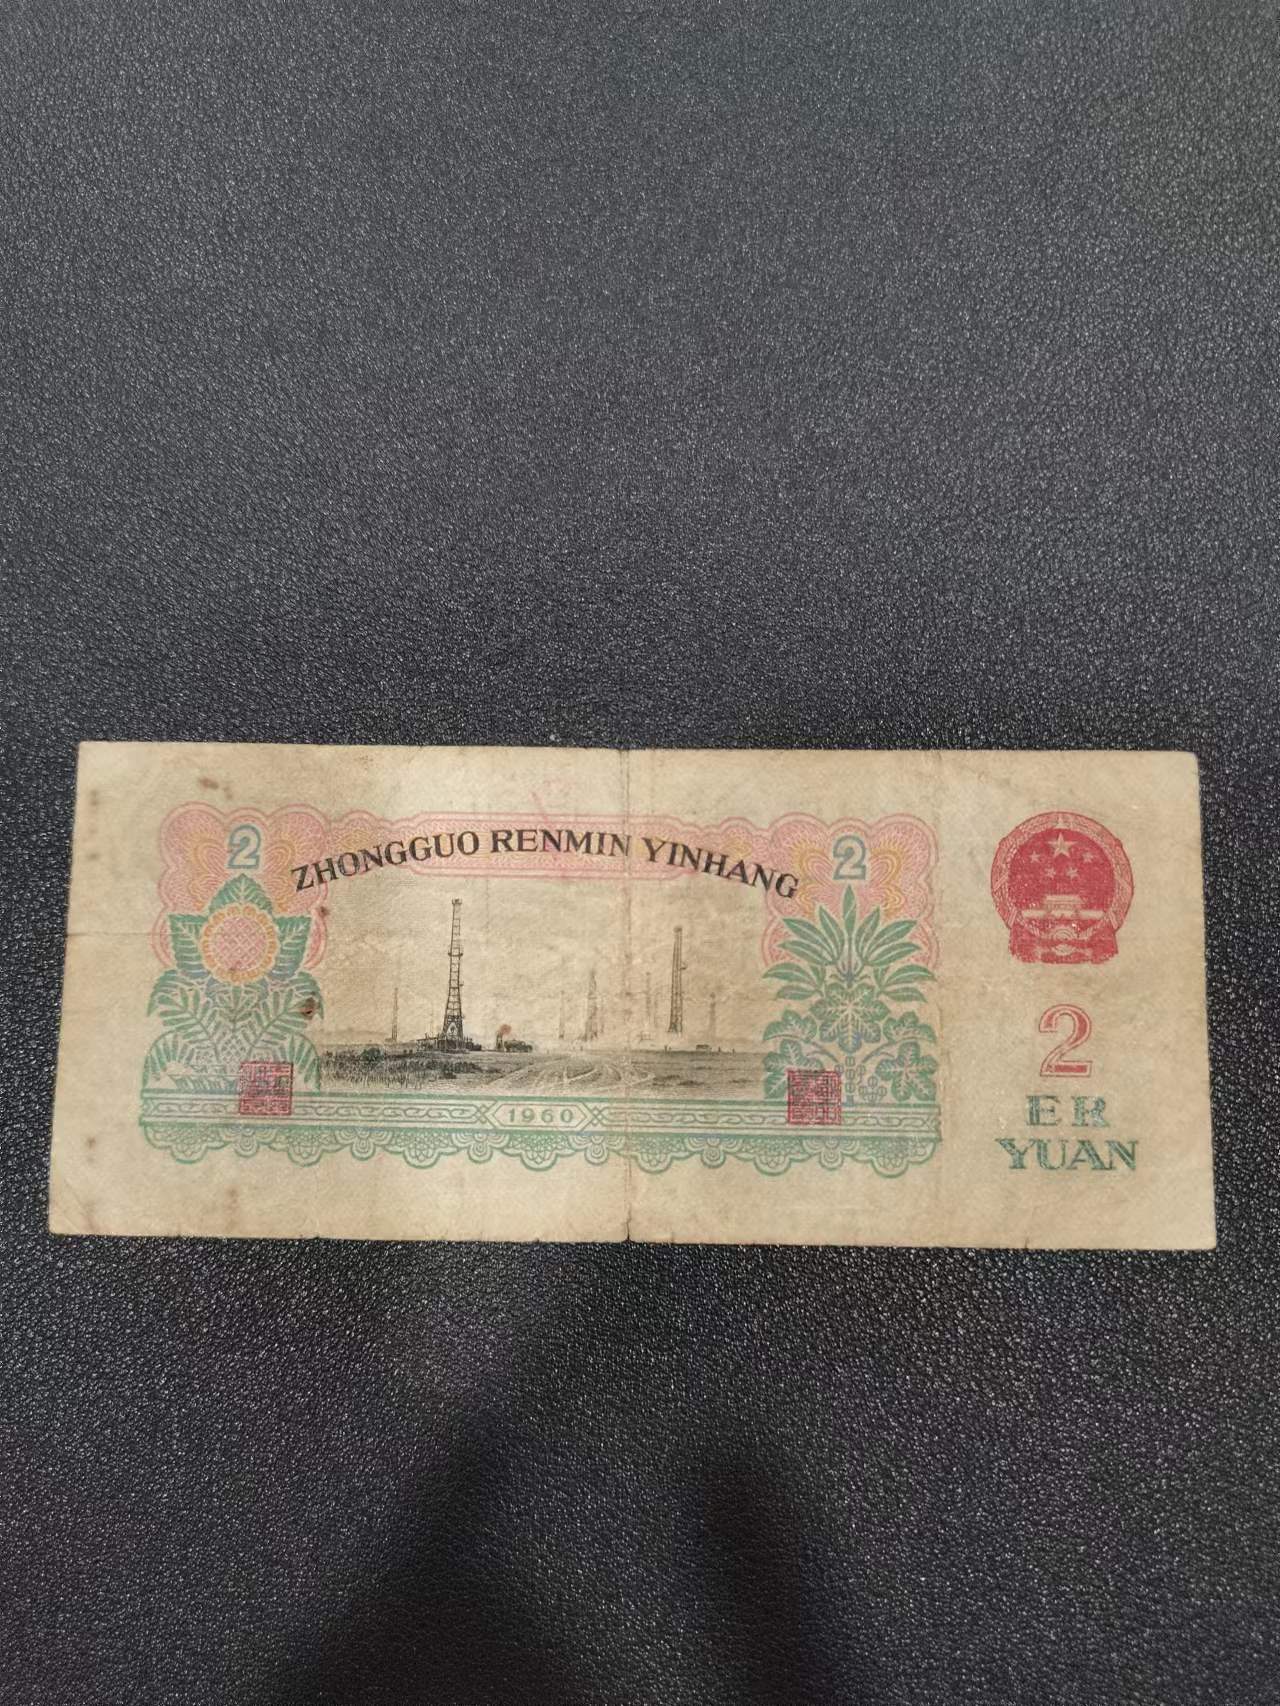 2
ZHONGGUO RENMIN YINHANG
2
1960
2
ER
YUAN